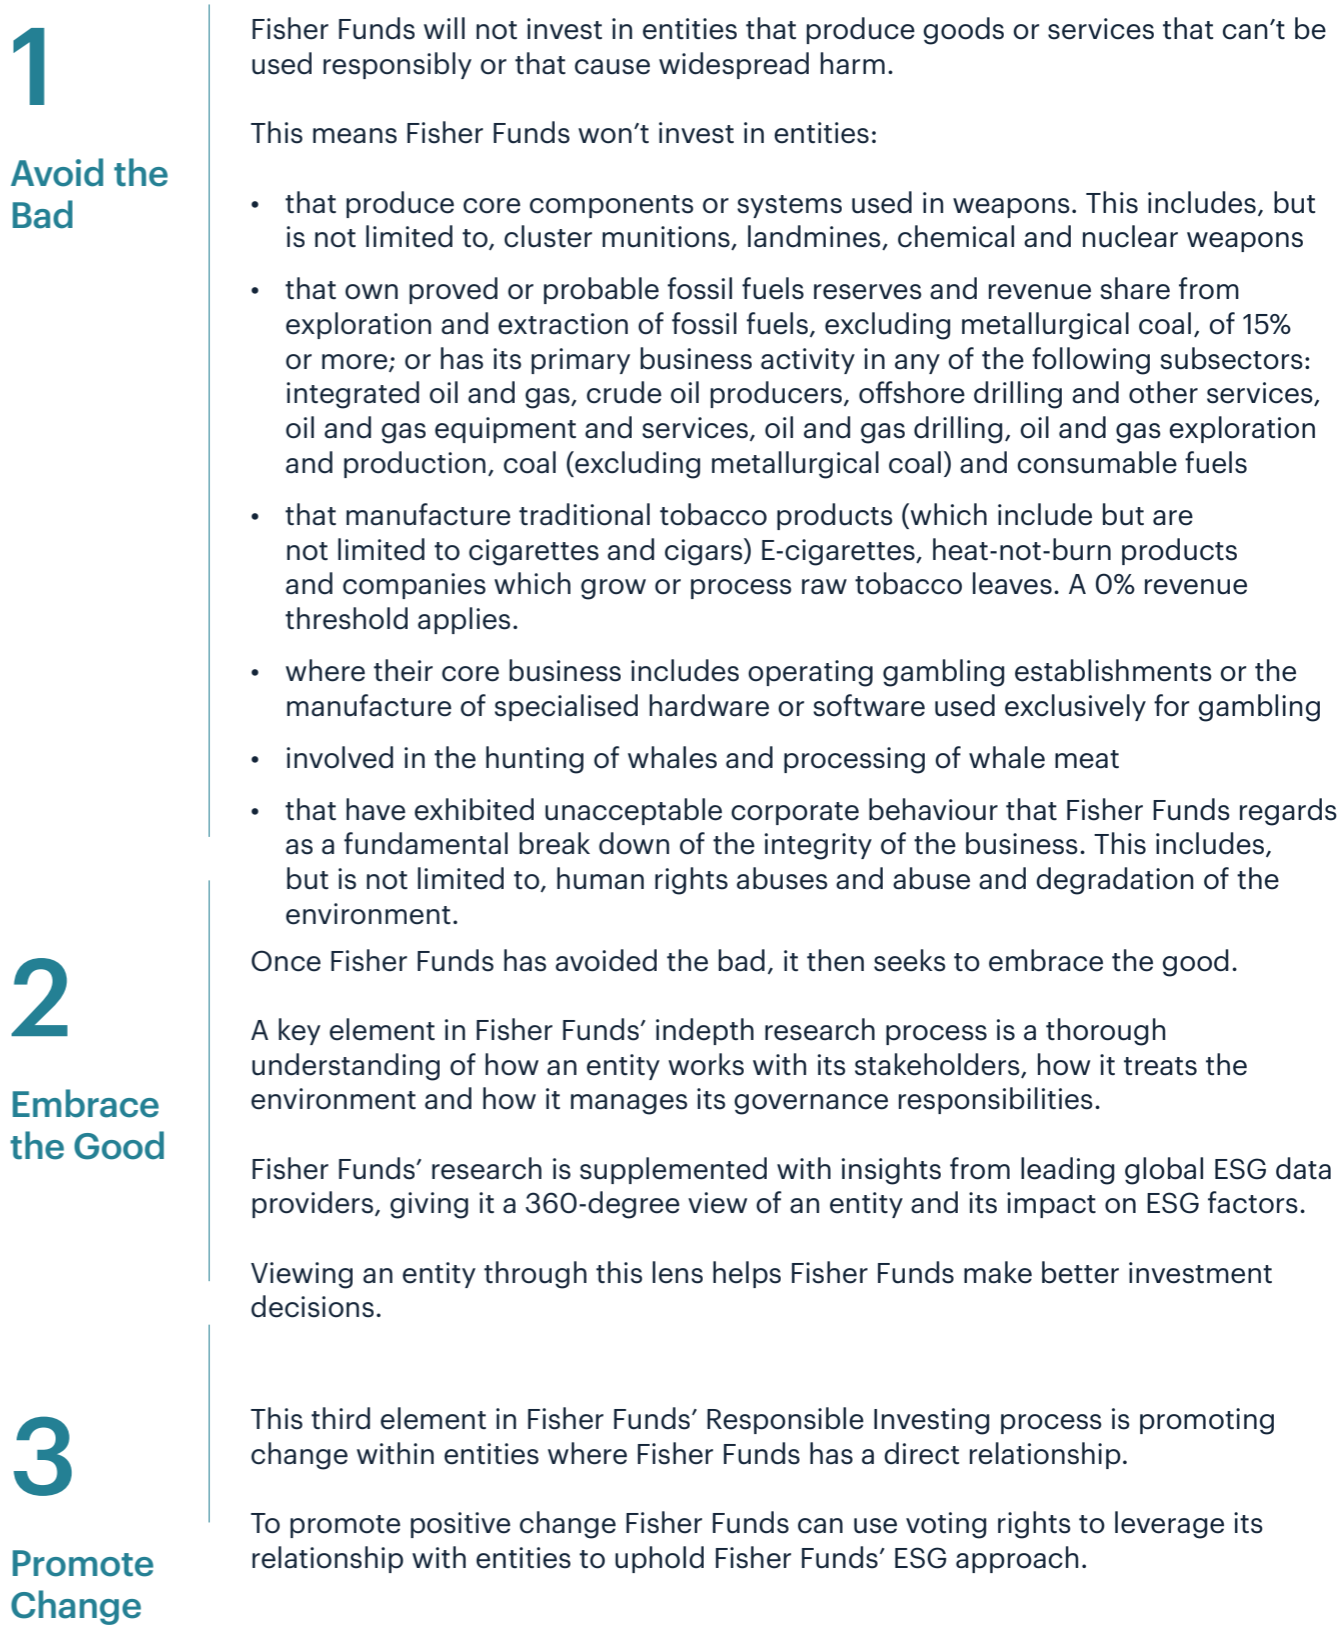 1
Avoid the
Bad
Fisher Funds will not invest in entities that produce goods or services that can’t be
used responsibly or that cause widespread harm.
This means Fisher Funds won’t invest in entities:
• that produce core components or systems used in weapons. This includes, but
is not limited to, cluster munitions, landmines, chemical and nuclear weapons
• that own proved or probable fossil fuels reserves and revenue share from
exploration and extraction of fossil fuels, excluding metallurgical coal, of 15%
or more; or has its primary business activity in any of the following subsectors:
integrated oil and gas, crude oil producers, offshore drilling and other services,
oil and gas equipment and services, oil and gas drilling, oil and gas exploration
and production, coal (excluding metallurgical coal) and consumable fuels
• that manufacture traditional tobacco products (which include but are
not limited to cigarettes and cigars) E-cigarettes, heat-not-burn products
and companies which grow or process raw tobacco leaves. A 0% revenue
threshold applies.
• where their core business includes operating gambling establishments or the
manufacture of specialised hardware or software used exclusively for gambling
• involved in the hunting of whales and processing of whale meat
• that have exhibited unacceptable corporate behaviour that Fisher Funds regards
as a fundamental break down of the integrity of the business. This includes,
but is not limited to, human rights abuses and abuse and degradation of the
environment.
2
Embrace
the Good
Once Fisher Funds has avoided the bad, it then seeks to embrace the good.
A key element in Fisher Funds’ indepth research process is a thorough
understanding of how an entity works with its stakeholders, how it treats the
environment and how it manages its governance responsibilities.
Fisher Funds’ research is supplemented with insights from leading global ESG data
providers, giving it a 360-degree view of an entity and its impact on ESG factors.
Viewing an entity through this lens helps Fisher Funds make better investment
decisions.
3
Promote
Change
This third element in Fisher Funds’ Responsible Investing process is promoting
change within entities where Fisher Funds has a direct relationship.
To promote positive change Fisher Funds can use voting rights to leverage its
relationship with entities to uphold Fisher Funds’ ESG approach.